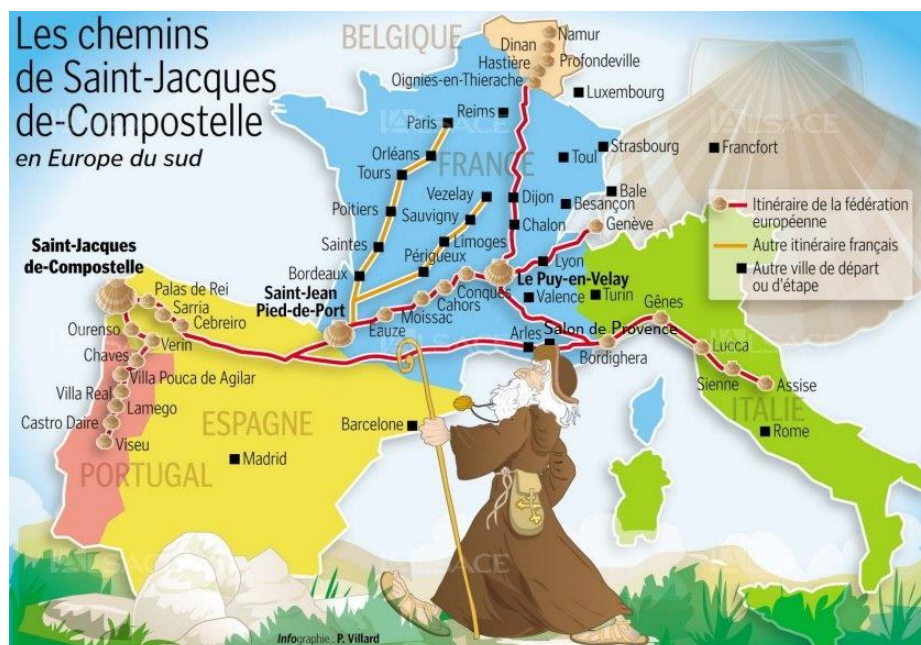 Les chemins
de Saint-Jacques
de-Compostelle
en Europe du sud
BELGIQUE
Namur
Dinan
Hastière
Profondeville
Oignies-en-Thierache
Luxembourg
Reims
Paris
L'ALSACE
L'ALSACE
Strasbourg
Francfort
Orléans
FRANCE
Toul
Tours
Vezelay
Bale
Dijon
Besançon
Itinéraire de la fédération
européenne
Autre itinéraire français
Autre ville de départ
ou d'étape
Poitiers
Sauvigny
Chalon
Genève
Saintes
Limoges
Périgueux
Saint-Jacques
de-Compostelle
Lyon
Bordeaux
Le Puy-en-Velay
Palas de Rei
Saint-Jean
Pied-de-Port
Conques
Cahors
Valence
Turin
Sarria
Moissac
Gênes
Cebreiro
Eauze
Ourenso
Verin
Arles
Salon de Provence
Bordighera
Lucca
Chaves
Villa Pouca de Agilar
Sienne
Assise
Villa Real
Lamego
ITALIE
Castro Daire
ESPAGNE
Barcelone
Rome
Viseu
PORTUGAL
Madrid
L'ALSACE
L'ALSACE
Infographie : P. Villard